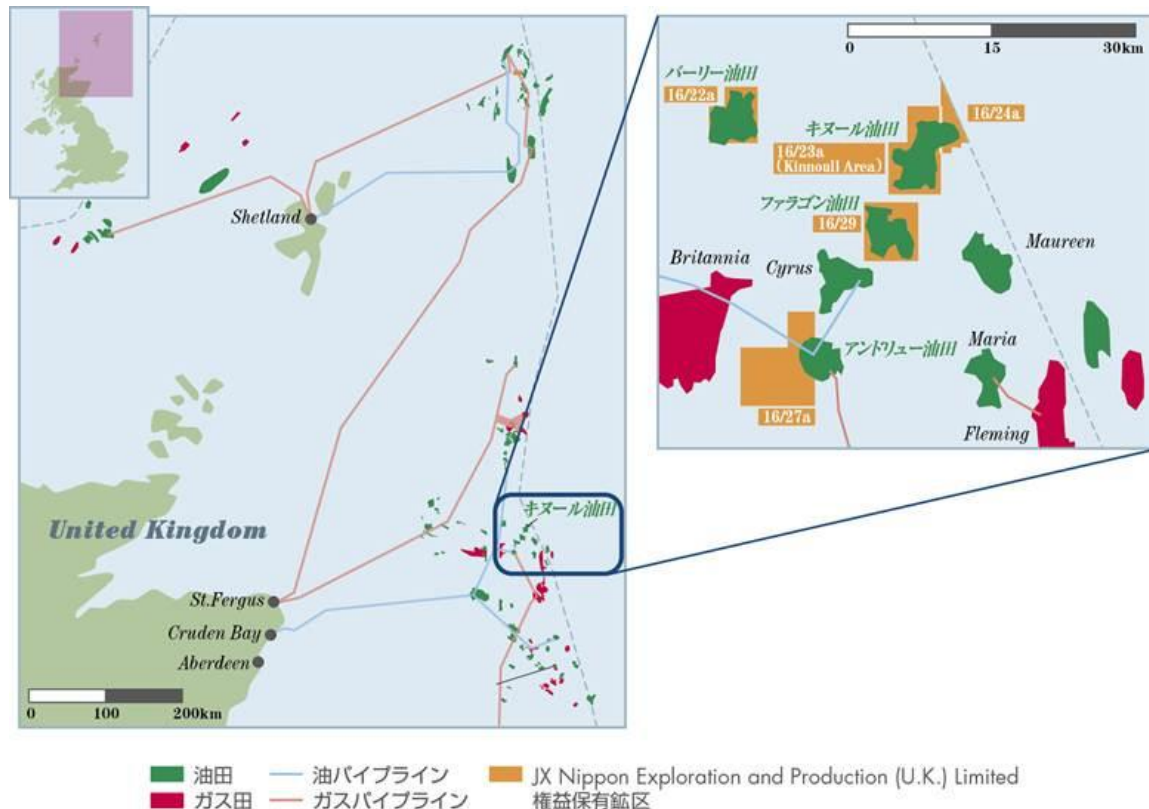 Shetland
キヌール油田
United Kingdom
St.Fergus
Cruden Bay
Aberdeen
0 100 200km
0 15 30km
バーリー油田
16/22a
16/24a
キヌール油田
16/23a
(Kinnoull Area)
ファラゴン油田
16/29
Maureen
Britannia
Cyrus
アンドリュー油田
Maria
16/27a
Fleming
油田
ガス田
油パイプライン
ガスパイプライン
JX Nippon Exploration and Production (U.K.) Limited
権益保有鉱区